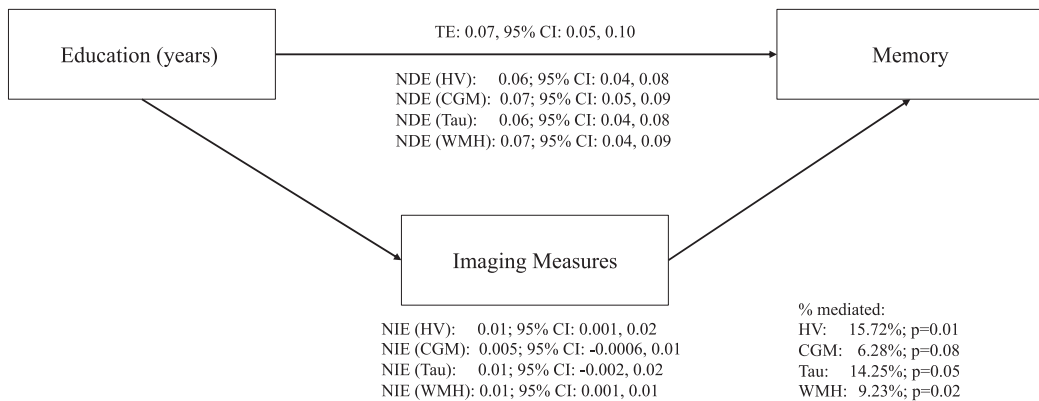 TE: 0.07, 95% CI: 0.05, 0.10
Education (years)
Memory
NDE (HV): 0.06; 95% CI: 0.04, 0.08
NDE (CGM): 0.07; 95% CI: 0.05, 0.09
NDE (Tau): 0.06; 95% CI: 0.04, 0.08
NDE (WMH): 0.07; 95% CI: 0.04, 0.09
Imaging Measures
NIE (HV): 0.01; 95% CI: 0.001, 0.02
NIE (CGM): 0.005; 95% CI: -0.0006, 0.01
NIE (Tau): 0.01; 95% CI: -0.002, 0.02
NIE (WMH): 0.01; 95% CI: 0.001, 0.01
% mediated:
HV: 15.72%; p=0.01
CGM: 6.28%; p=0.08
Tau: 14.25%; p=0.05
WMH: 9.23%; p=0.02